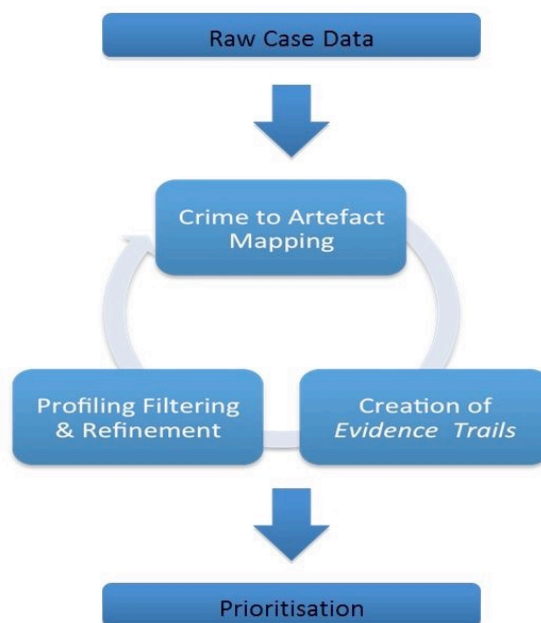 Raw Case Data
Crime to Artefact
Mapping
Profiling Filtering
& Refinement
Creation of
Evidence Trails
Prioritisation